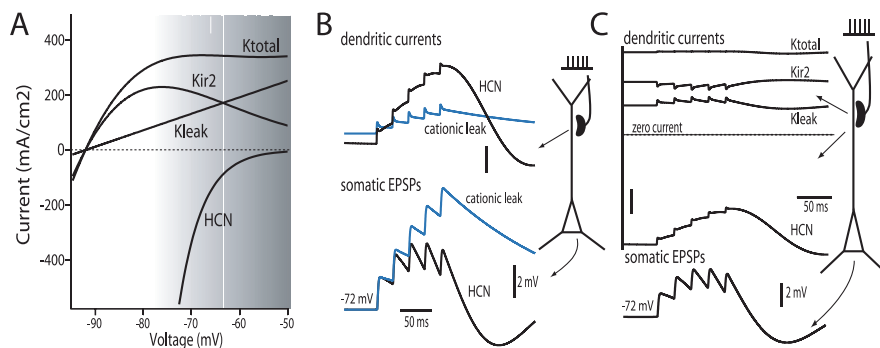 A
Current (mA/cm2)
400
200
0
-200
-400
Ktotal
Kir2
Kleak
HCN
-90
-80
-70
-60
-50
Voltage (mV)
B
dendritic currents
HCN
cationic leak
somatic EPSPs
cationic leak
HCN
-72 mV
50 ms
2 mV
C
dendritic currents
Ktotal
Kir2
Kleak
zero current
50 ms
HCN
somatic EPSPs
-72 mV
2 mV